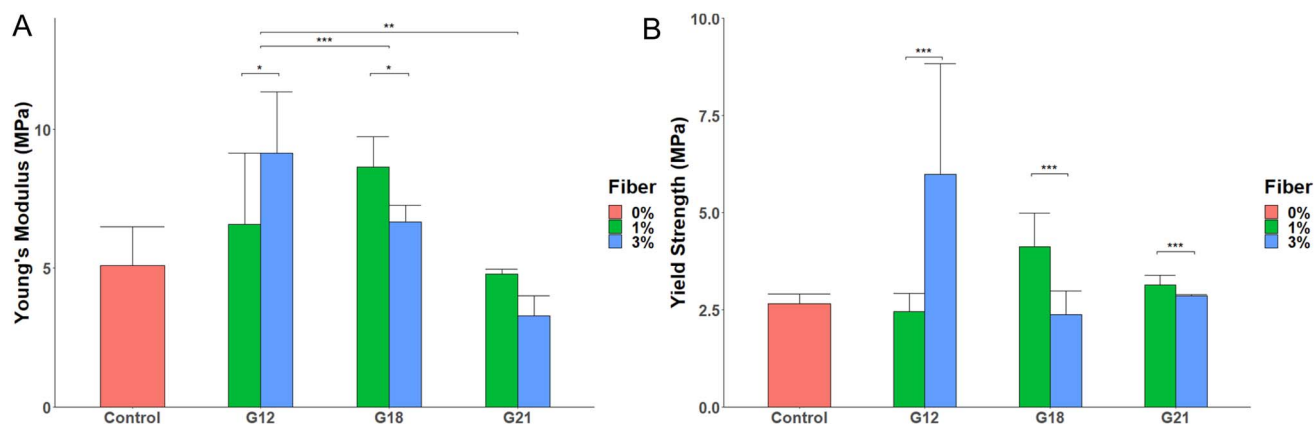 A
Young's Modulus (MPa)
10
5
0
**
***
*
*
Control
G12
G18
G21
Fiber
0%
1%
3%
B
Yield Strength (MPa)
10.0
7.5
5.0
2.5
0.0
***
***
***
Control
G12
G18
G21
Fiber
0%
1%
3%